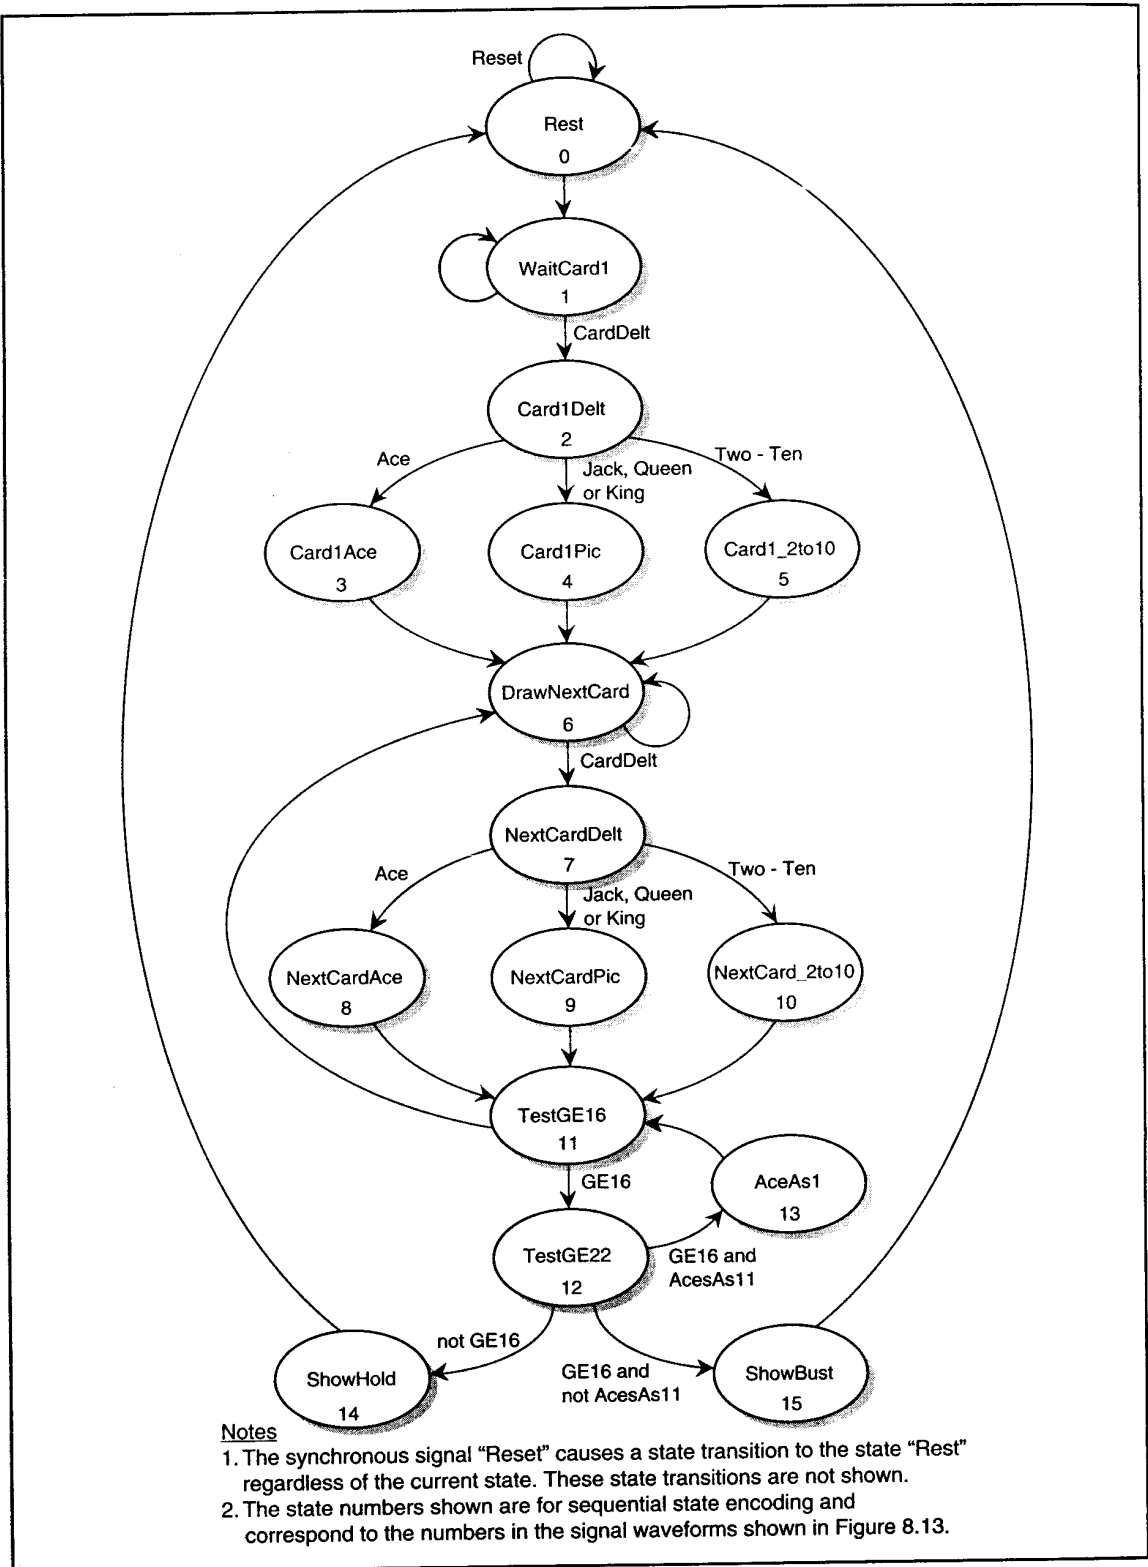 Reset
Rest
0
WaitCard1
1
CardDelt
Card1Delt
2
Ace
Jack, Queen
or King
Two - Ten
Card1Ace
3
Card1Pic
4
Card1_2to10
5
DrawNextCard
6
CardDelt
NextCardDelt
7
Ace
Jack, Queen
or King
Two - Ten
NextCardAce
8
NextCardPic
9
NextCard_2to10
10
TestGE16
11
GE16
AceAs1
13
TestGE22
12
GE16 and
AcesAs11
not GE16
GE16 and
not AcesAs11
ShowHold
14
ShowBust
15
Notes
1. The synchronous signal “Reset” causes a state transition to the state “Rest”
regardless of the current state. These state transitions are not shown.
2. The state numbers shown are for sequential state encoding and
correspond to the numbers in the signal waveforms shown in Figure 8.13.